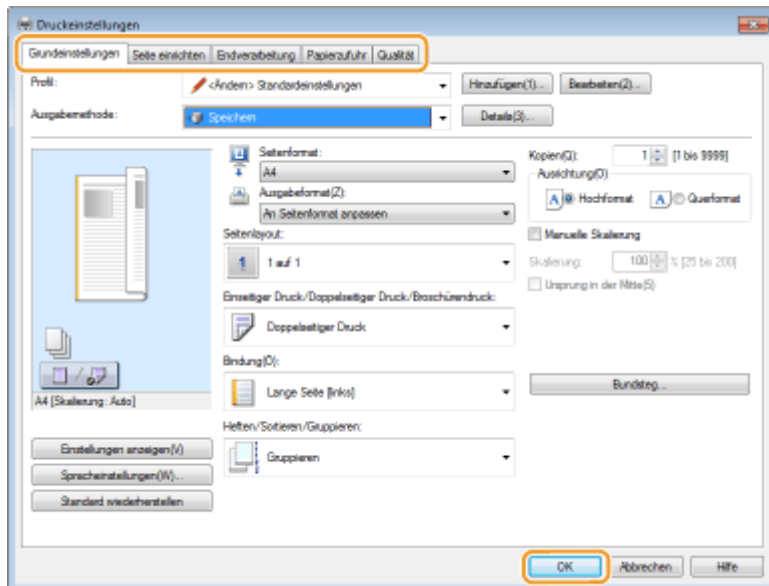 Druckeinstellungen
Grundeinstellungen Seite einrichten Endverarbeitung Papierzufuhr Qualität
Profil: <Ändern> Standardeinstellungen Hinzufügen(1)... Bearbeiten(2)...
Ausgabemethode: Speichern Details(3)...
Seitenformat:
A4
Ausgabeformat(Z):
An Seitenformat anpassen
Seitenlayout:
1 1 auf 1
Einseitiger Druck/Doppelseitiger Druck/Broschürendruck:
Doppelseitiger Druck
Bindung(O):
Lange Seite [links]
Heften/Sortieren/Gruppieren:
Gruppieren
Kopien(Q): 1 [1 bis 9999]
Ausrichtung(O)
A Hochformat A Querformat
Manuelle Skalierung
Skalierung: 100 % [25 bis 200]
Ursprung in der Mitte(S)
Bundsteg...
A4 [Skalierung: Auto]
Einstellungen anzeigen(V)
Spracheinstellungen(W)...
Standard wiederherstellen
OK Abbrechen Hilfe